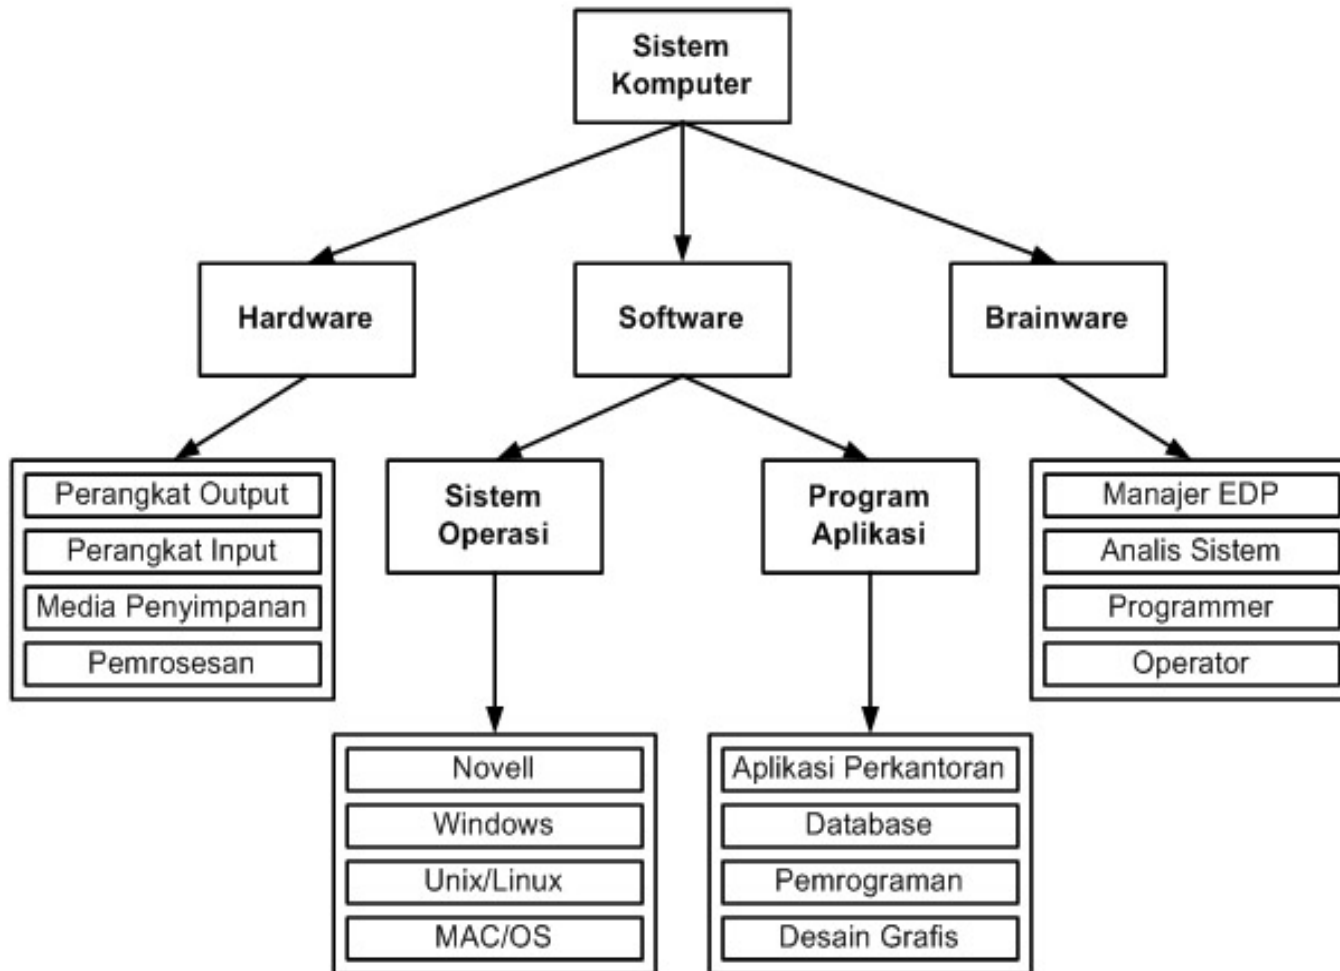 Sistem
Komputer
Hardware
Software
Brainware
Perangkat Output
Perangkat Input
Media Penyimpanan
Pemrosesan
Sistem
Operasi
Program
Aplikasi
Manajer EDP
Analis Sistem
Programmer
Operator
Novell
Windows
Unix/Linux
MAC/OS
Aplikasi Perkantoran
Database
Pemrograman
Desain Grafis